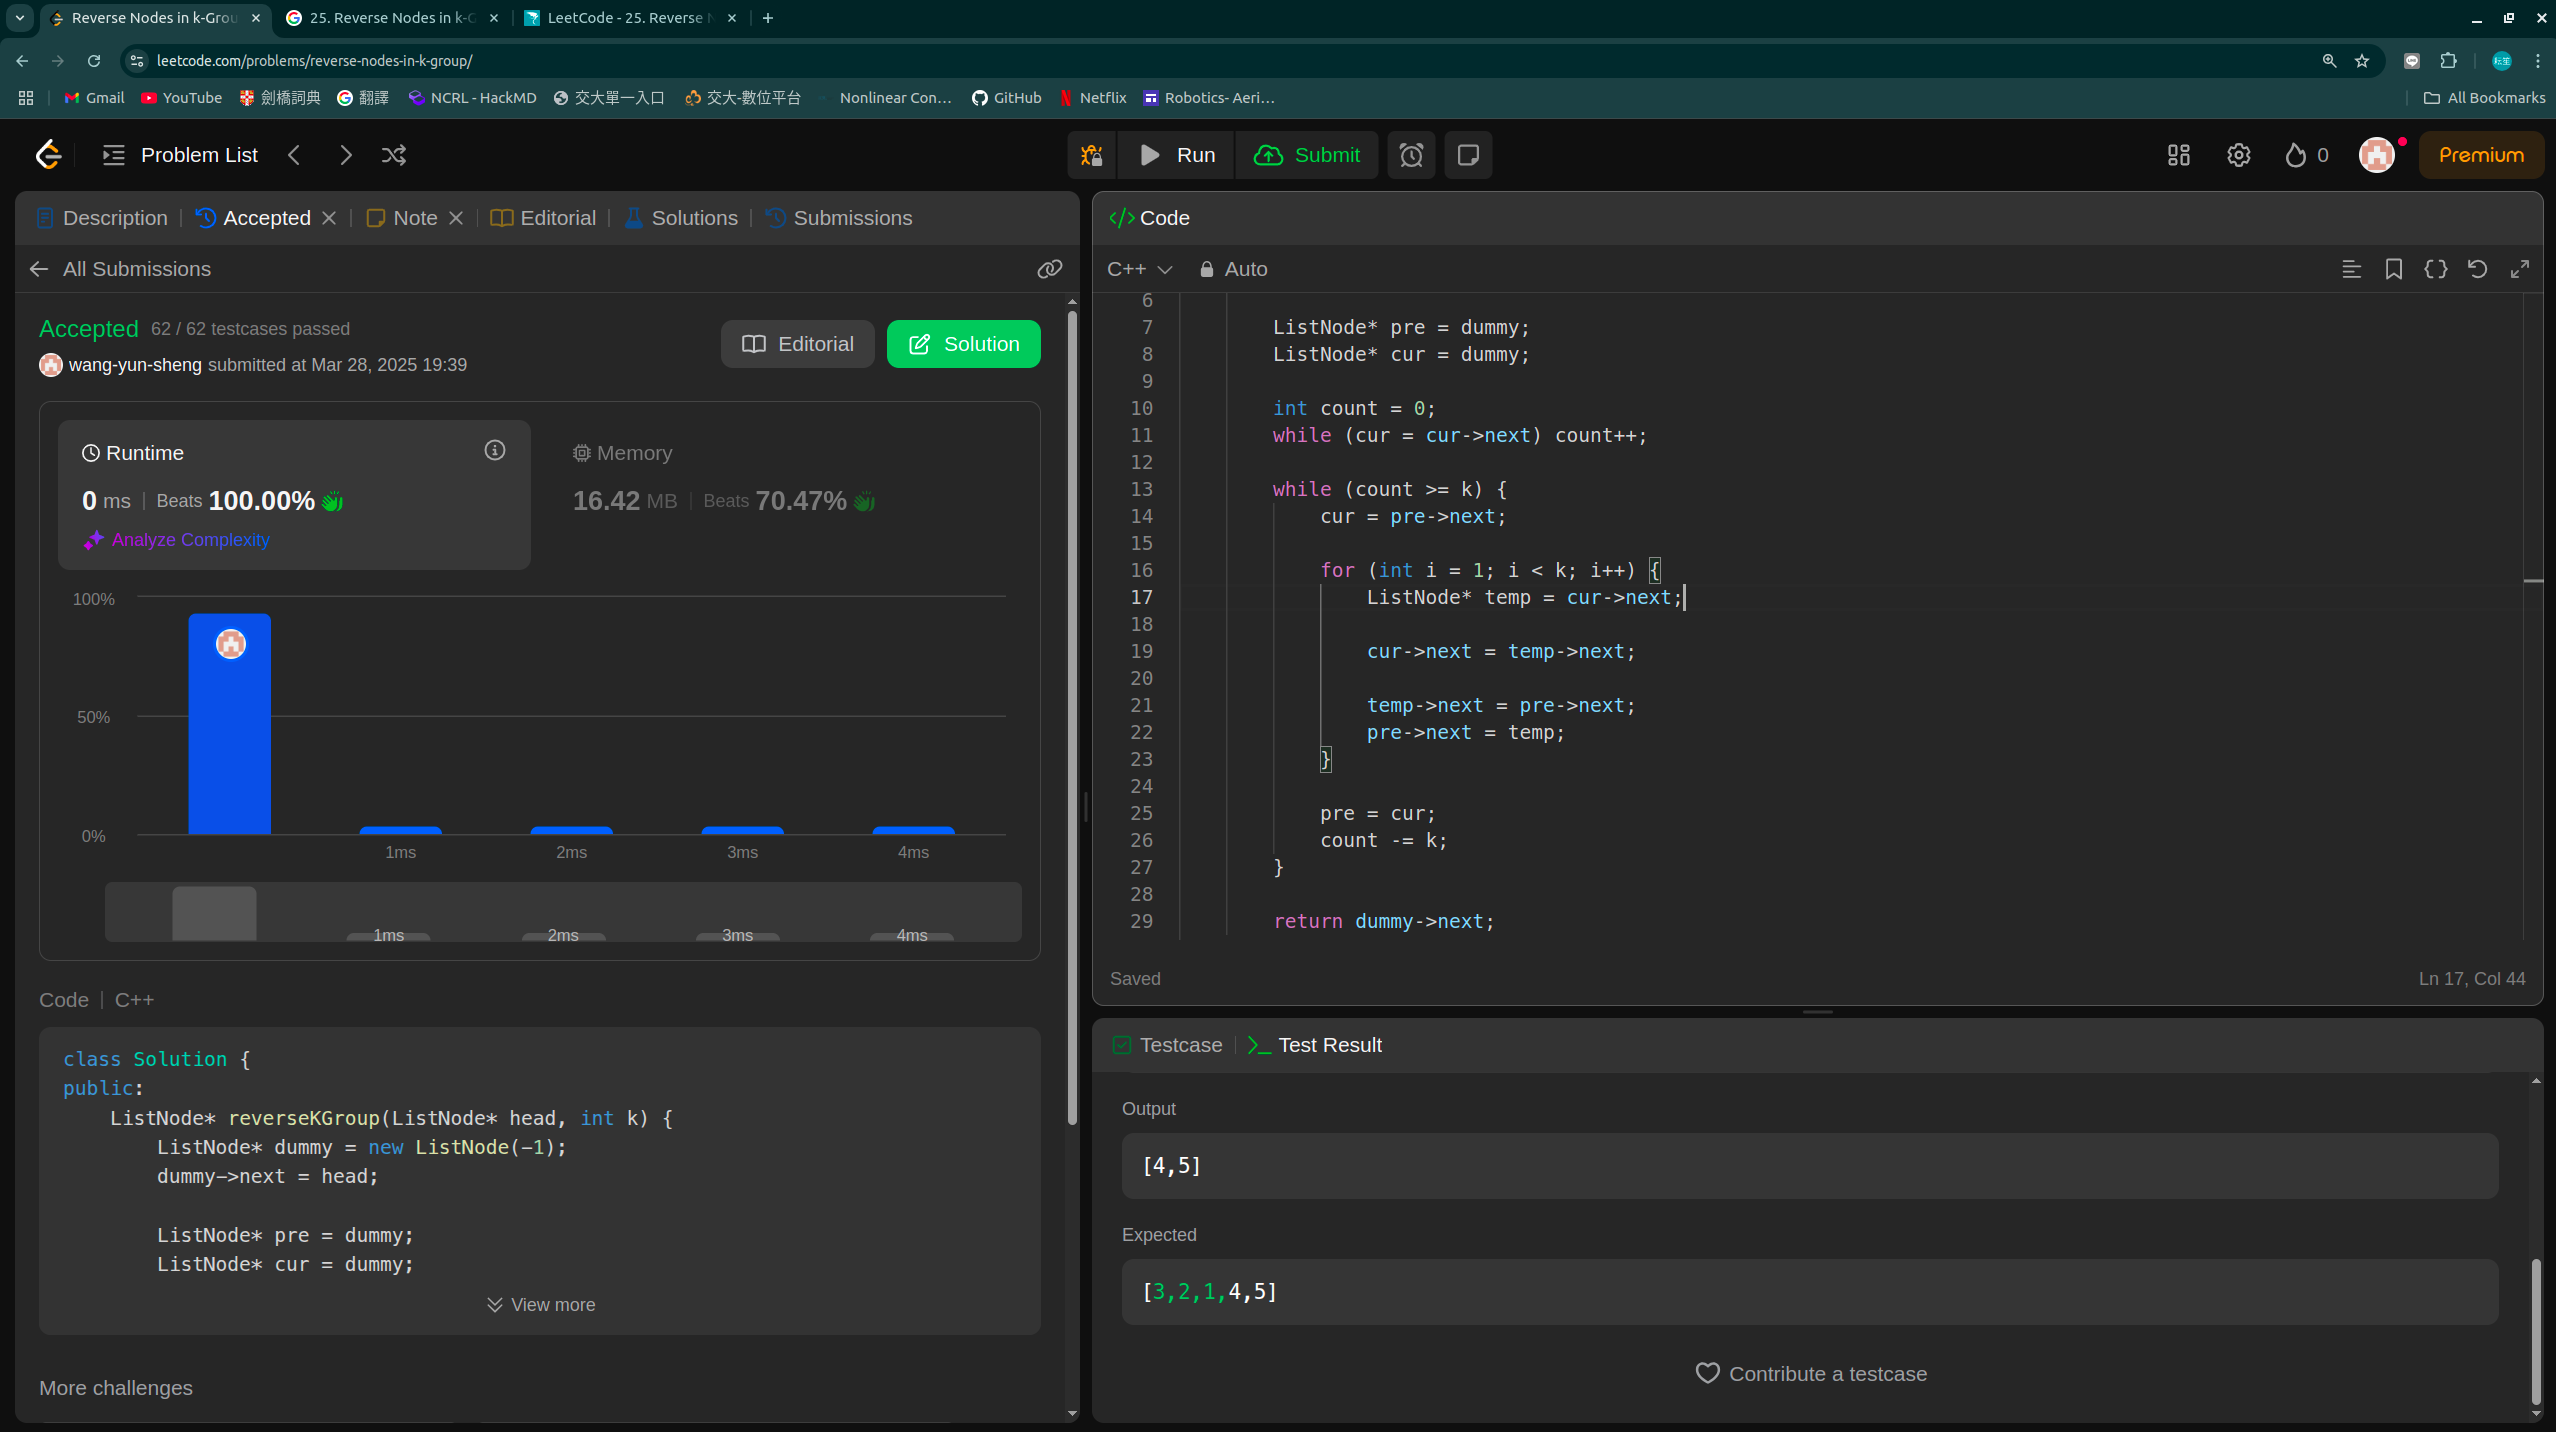 Reverse Nodes in k-Grou
25. Reverse Nodes in k-G
LeetCode - 25. Reverse N
leetcode.com/problems/reverse-nodes-in-k-group/
Gmail
YouTube
劍橋詞典
翻譯
NCRL - HackMD
交大單一入口
交大-數位平台
Nonlinear Con...
GitHub
Netflix
Robotics- Aeri...
All Bookmarks
Problem List
Run
Submit
0
Premium
Description
Accepted
Note
Editorial
Solutions
Submissions
All Submissions
Accepted 62 / 62 testcases passed
wang-yun-sheng submitted at Mar 28, 2025 19:39
Editorial
Solution
Runtime
0 ms | Beats 100.00%
Analyze Complexity
Memory
16.42 MB | Beats 70.47%
100%
50%
0%
1ms 2ms 3ms 4ms
1ms 2ms 3ms 4ms
Code | C++
class Solution {
public:
    ListNode* reverseKGroup(ListNode* head, int k) {
        ListNode* dummy = new ListNode(-1);
        dummy->next = head;
        ListNode* pre = dummy;
        ListNode* cur = dummy;
View more
More challenges
</> Code
C++
Auto
6
7 ListNode* pre = dummy;
8 ListNode* cur = dummy;
9
10 int count = 0;
11 while (cur = cur->next) count++;
12
13 while (count >= k) {
14     cur = pre->next;
15
16     for (int i = 1; i < k; i++) {
17         ListNode* temp = cur->next;
18
19         cur->next = temp->next;
20
21         temp->next = pre->next;
22         pre->next = temp;
23     }
24
25     pre = cur;
26     count -= k;
27 }
28
29 return dummy->next;
Saved
Ln 17, Col 44
Testcase
Test Result
Output
[4,5]
Expected
[3,2,1,4,5]
Contribute a testcase